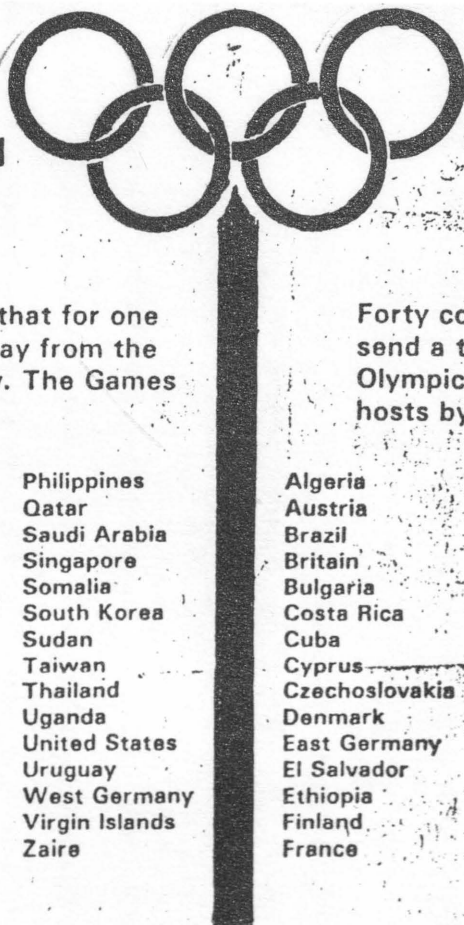 that for one
ay from the
. The Games
Philippines
Qatar
Saudi Arabia
Singapore
Somalia
South Korea
Sudan
Taiwan
Thailand
Uganda
United States
Uruguay
West Germany
Virgin Islands
Zaire
Forty co
send a t
Olympic
hosts by
Algeria
Austria
Brazil
Britain
Bulgaria
Costa Rica
Cuba
Cyprus
Czechoslovakia
Denmark
East Germany
El Salvador
Ethiopia
Finland
France